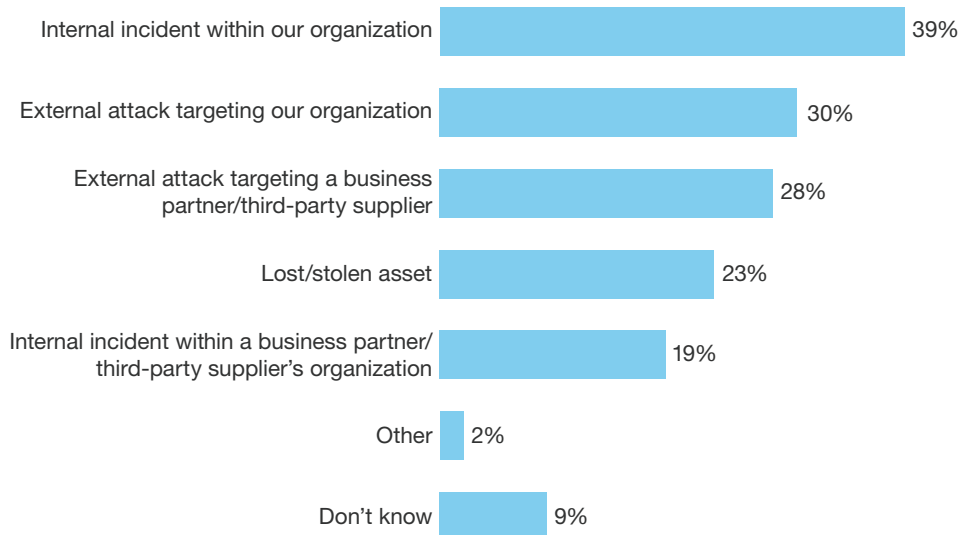 Internal incident within our organization 39%
External attack targeting our organization 30%
External attack targeting a business
partner/third-party supplier 28%
Lost/stolen asset 23%
Internal incident within a business partner/
third-party supplier’s organization 19%
Other 2%
Don’t know 9%